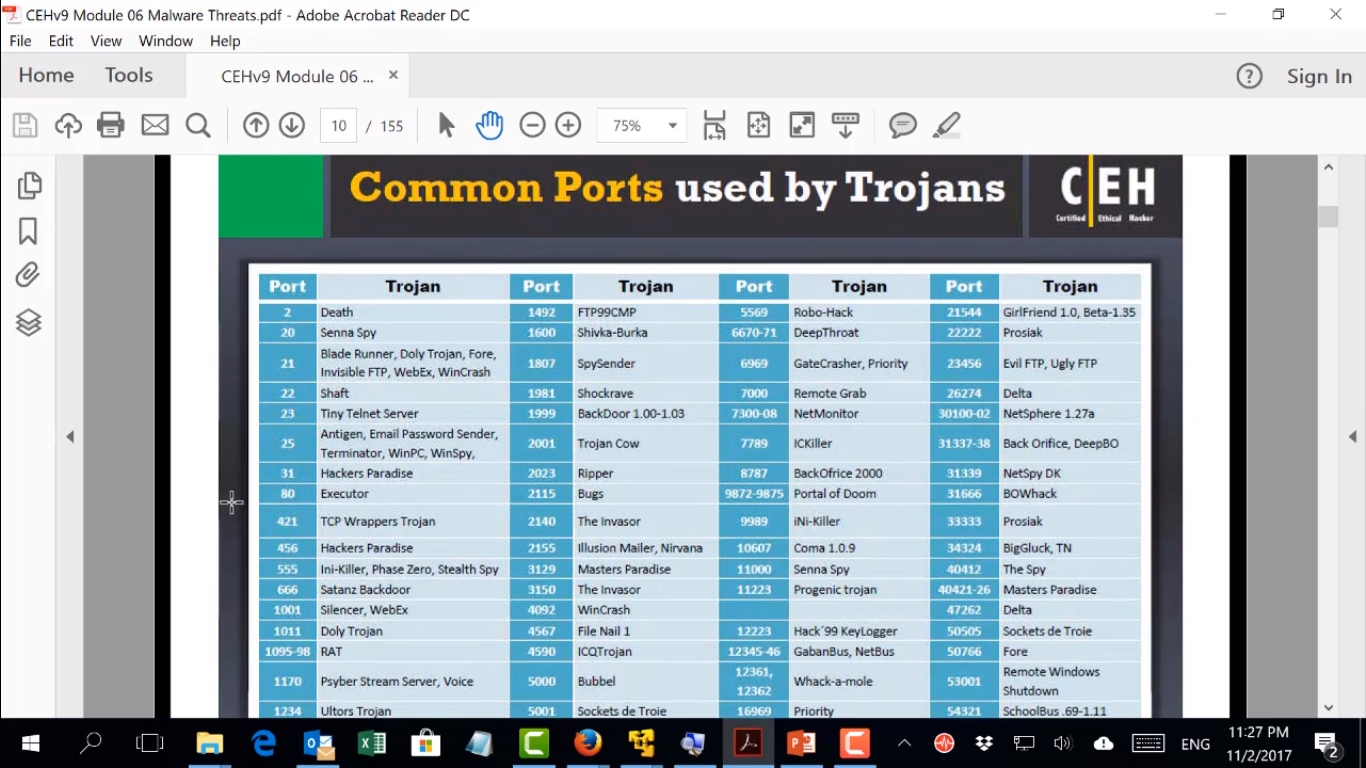 CEHv9 Module 06 Malware Threats.pdf - Adobe Acrobat Reader DC
File Edit View Window Help
Home Tools CEHv9 Module 06 ... × ? Sign In
10 / 155 75%
Common Ports used by Trojans
CEH
Certified Ethical Hacker
Port Trojan Port Trojan Port Trojan Port Trojan
2 Death 1492 FTP99CMP 5569 Robo-Hack 21544 GirlFriend 1.0, Beta-1.35
20 Senna Spy 1600 Shivka-Burka 6670-71 DeepThroat 22222 Prosiak
21 Blade Runner, Doly Trojan, Fore,
Invisible FTP, WebEx, WinCrash 1807 SpySender 6969 GateCrasher, Priority 23456 Evil FTP, Ugly FTP
22 Shaft 1981 Shockrave 7000 Remote Grab 26274 Delta
23 Tiny Telnet Server 1999 BackDoor 1.00-1.03 7300-08 NetMonitor 30100-02 NetSphere 1.27a
25 Antigen, Email Password Sender,
Terminator, WinPC, WinSpy, 2001 Trojan Cow 7789 ICKiller 31337-38 Back Orifice, DeepBO
31 Hackers Paradise 2023 Ripper 8787 BackOfrice 2000 31339 NetSpy DK
80 Executor 2115 Bugs 9872-9875 Portal of Doom 31666 BOWhack
421 TCP Wrappers Trojan 2140 The Invasor 9989 iNi-Killer 33333 Prosiak
456 Hackers Paradise 2155 Illusion Mailer, Nirvana 10607 Coma 1.0.9 34324 BigGluck, TN
555 Ini-Killer, Phase Zero, Stealth Spy 3129 Masters Paradise 11000 Senna Spy 40412 The Spy
666 Satanz Backdoor 3150 The Invasor 11223 Progenic trojan 40421-26 Masters Paradise
1001 Silencer, WebEx 4092 WinCrash 47262 Delta
1011 Doly Trojan 4567 File Nail 1 12223 Hack´99 KeyLogger 50505 Sockets de Troie
1095-98 RAT 4590 ICQTrojan 12345-46 GabanBus, NetBus 50766 Fore
1170 Psyber Stream Server, Voice 5000 Bubbel 12361,
12362 Whack-a-mole 53001 Remote Windows
Shutdown
1234 Ultors Trojan 5001 Sockets de Troie 16969 Priority 54321 SchoolBus .69-1.11
ENG 11:27 PM
11/2/2017 2